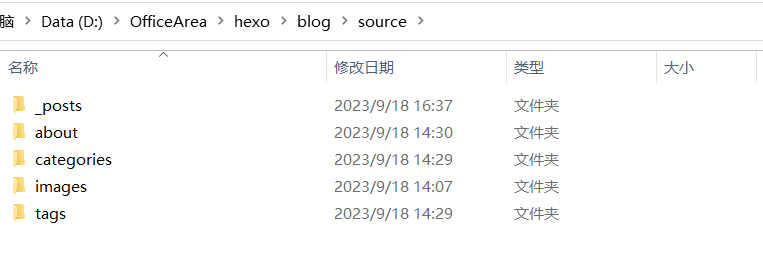 脑 > Data (D:) > OfficeArea > hexo > blog > source >
名称 修改日期 类型 大小
_posts 2023/9/18 16:37 文件夹
about 2023/9/18 14:30 文件夹
categories 2023/9/18 14:29 文件夹
images 2023/9/18 14:07 文件夹
tags 2023/9/18 14:29 文件夹